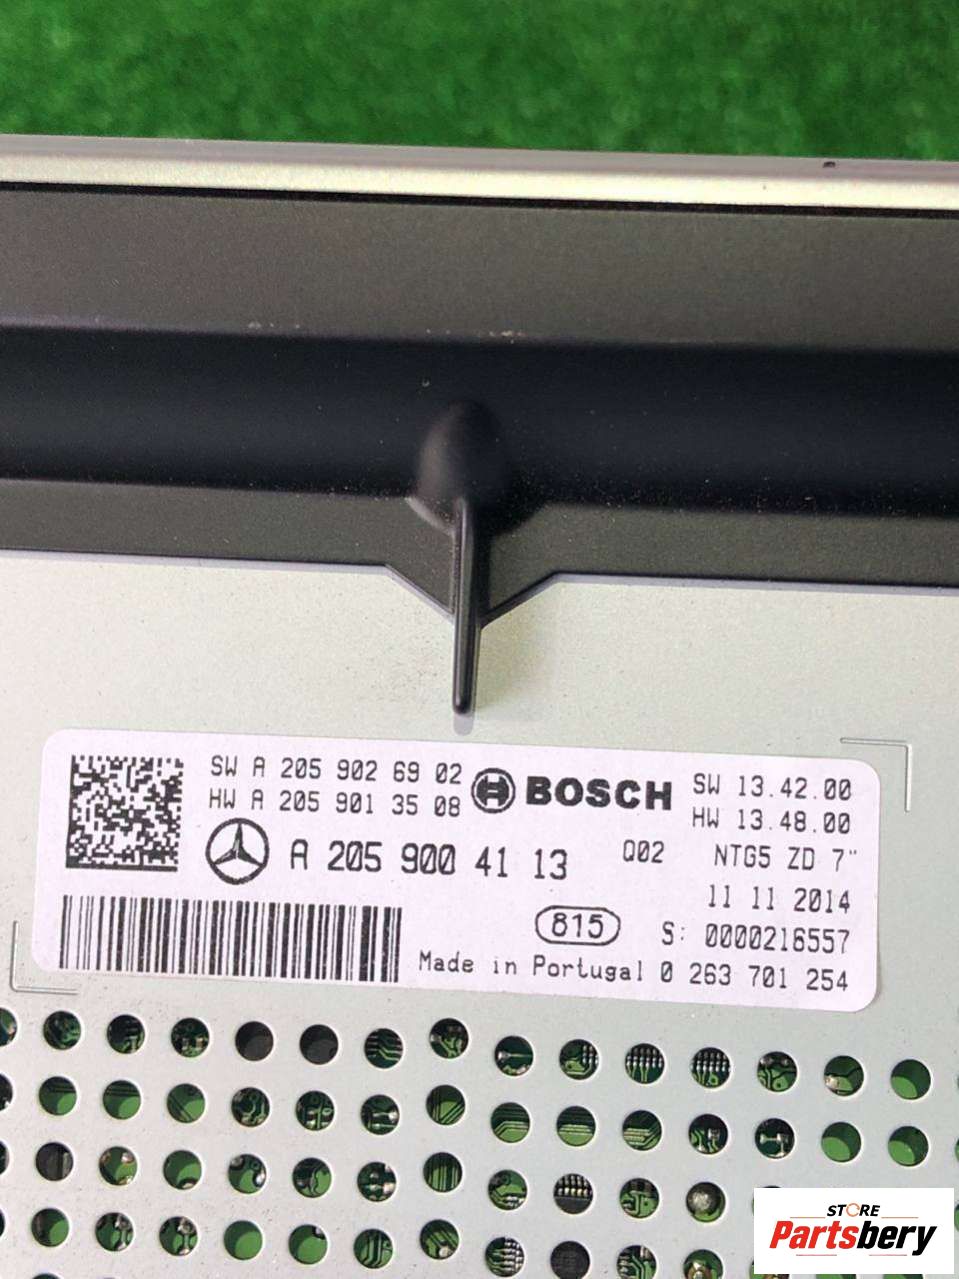 SW A 205 902 69 02
HW A 205 901 35 08
BOSCH
SW 13.42.00
HW 13.48.00
A 205 900 41 13
Q02
NTG5 ZD 7"
11 11 2014
815
S: 0000216557
Made in Portugal 0 263 701 254
STORE
Partsbery